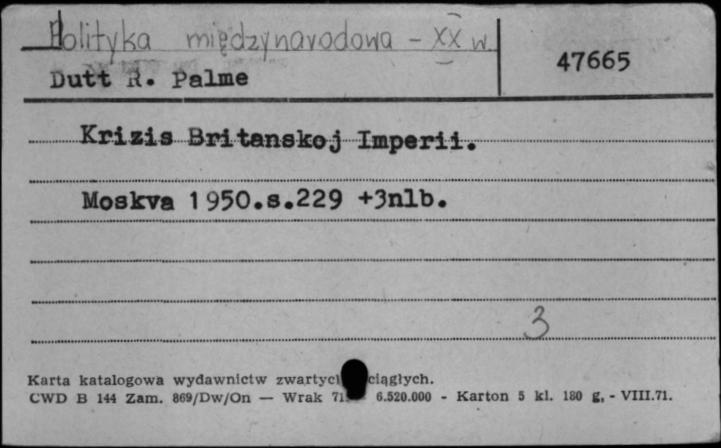 Polityka międzynarodowa - XX w.
47665
Dutt R. Palme
Krizis Britanskoj Imperii.
Moskva 1950.s.229 +3nlb.
3
Karta katalogowa wydawnictw zwartych ciągłych.
CWD B 144 Zam. 869/Dw/On — Wrak 71 6.520.000 - Karton 5 kl. 180 g. - VIII.71.